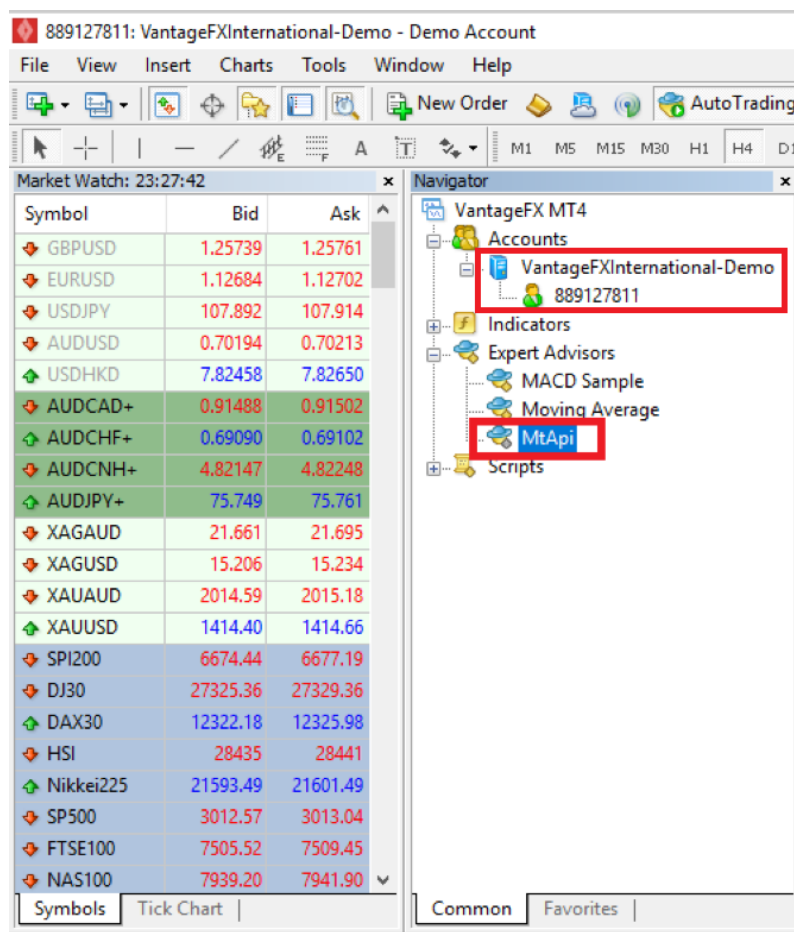 889127811: VantageFXInternational-Demo - Demo Account
File View Insert Charts Tools Window Help
New Order AutoTrading
E F A T M1 M5 M15 M30 H1 H4 D1
Market Watch: 23:27:42
Symbol Bid Ask
GBPUSD 1.25739 1.25761
EURUSD 1.12684 1.12702
USDJPY 107.892 107.914
AUDUSD 0.70194 0.70213
USDHKD 7.82458 7.82650
AUDCAD+ 0.91488 0.91502
AUDCHF+ 0.69090 0.69102
AUDCNH+ 4.82147 4.82248
AUDJPY+ 75.749 75.761
XAGAUD 21.661 21.695
XAGUSD 15.206 15.234
XAUAUD 2014.59 2015.18
XAUUSD 1414.40 1414.66
SPI200 6674.44 6677.19
DJ30 27325.36 27329.36
DAX30 12322.18 12325.98
HSI 28435 28441
Nikkei225 21593.49 21601.49
SP500 3012.57 3013.04
FTSE100 7505.52 7509.45
NAS100 7939.20 7941.90
Symbols Tick Chart
Navigator
VantageFX MT4
Accounts
VantageFXInternational-Demo
889127811
Indicators
Expert Advisors
MACD Sample
Moving Average
MtApi
Scripts
Common Favorites